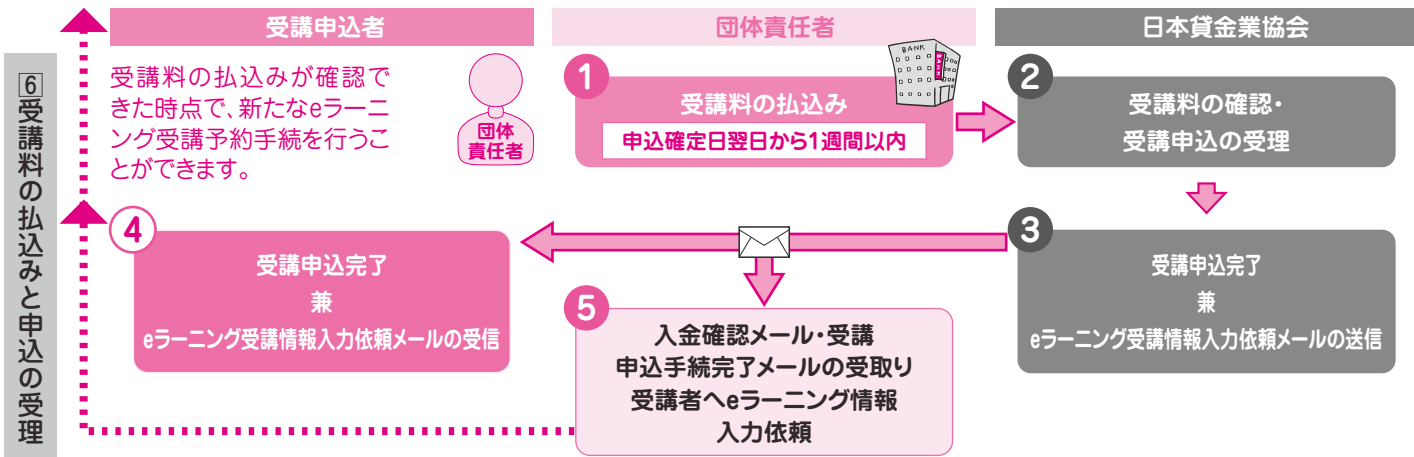 6
受講料の払込みと申込の受理
受講申込者
団体責任者
日本貸金業協会
受講料の払込みが確認で
きた時点で、新たなeラーニ
ング受講予約手続を行うこ
とができます。
団体
責任者
1
受講料の払込み
申込確定日翌日から1週間以内
BANK
2
受講料の確認・
受講申込の受理
3
受講申込完了
兼
eラーニング受講情報入力依頼メールの送信
4
受講申込完了
兼
eラーニング受講情報入力依頼メールの受信
5
入金確認メール・受講
申込手続完了メールの受取り
受講者へeラーニング情報
入力依頼